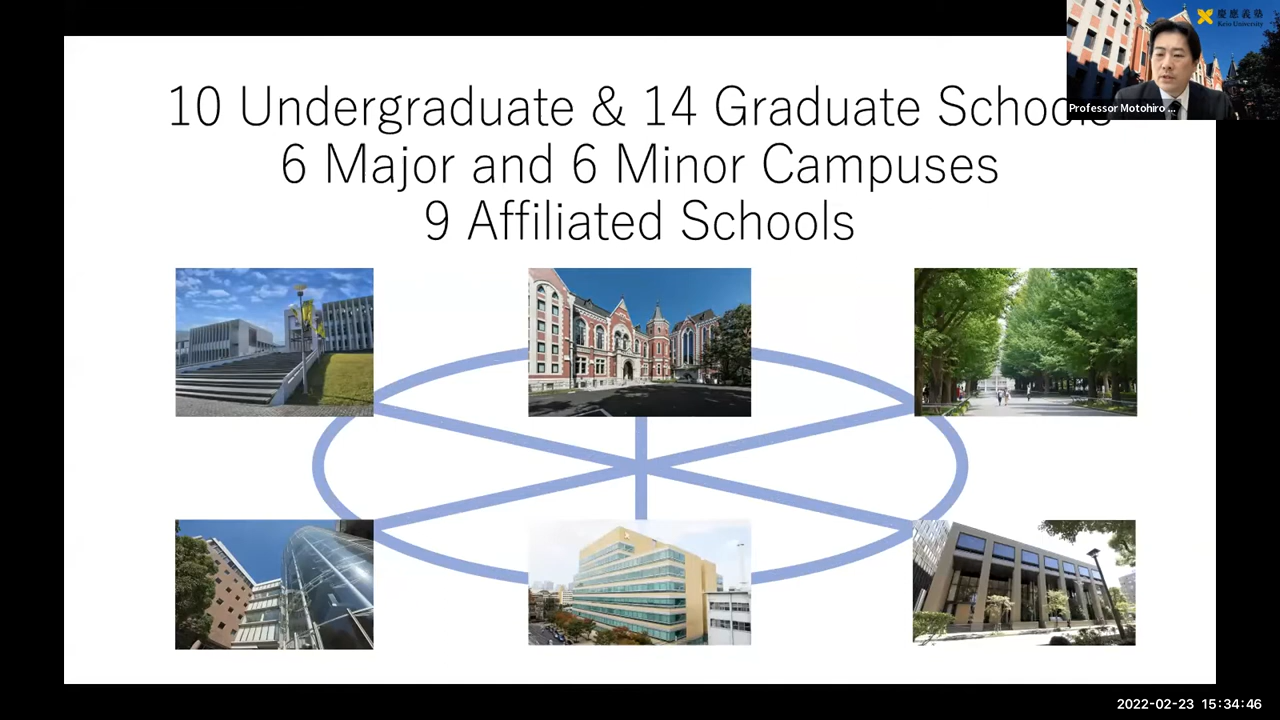 慶應義塾
Keio University
Professor Motohiro ...
10 Undergraduate & 14 Graduate Schools
6 Major and 6 Minor Campuses
9 Affiliated Schools
2022-02-23 15:34:46